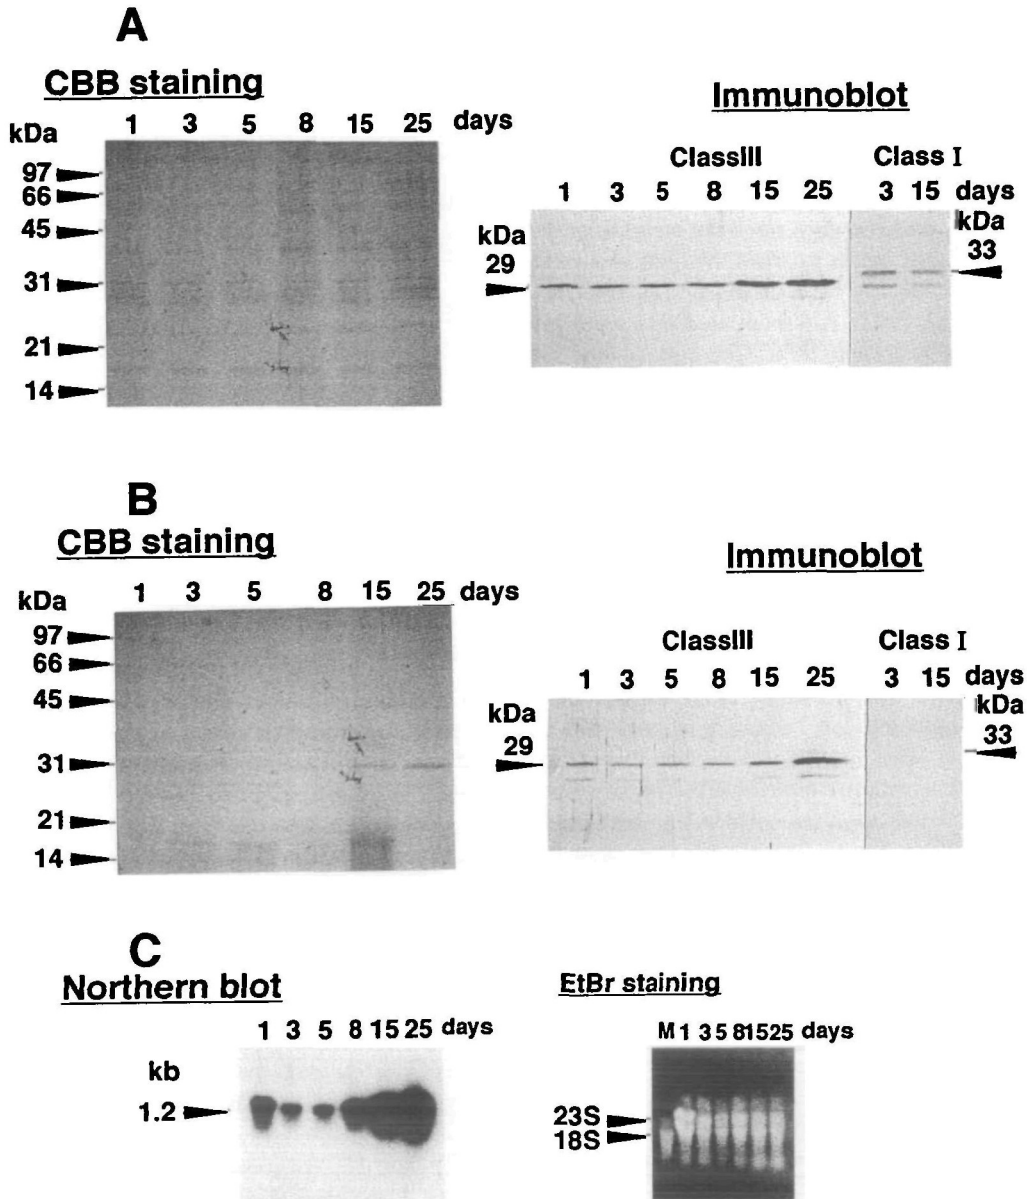 A
CBB staining
kDa 1 3 5 8 15 25 days
97
66
45
31
21
14
Immunoblot
ClassIII Class I
1 3 5 8 15 25 3 15 days
kDa kDa
29 33
B
CBB staining
kDa 1 3 5 8 15 25 days
97
66
45
31
21
14
Immunoblot
ClassIII Class I
1 3 5 8 15 25 3 15 days
kDa kDa
29 33
C
Northern blot
1 3 5 8 15 25 days
kb
1.2
EtBr staining
M 1 3 5 8 15 25 days
23S
18S